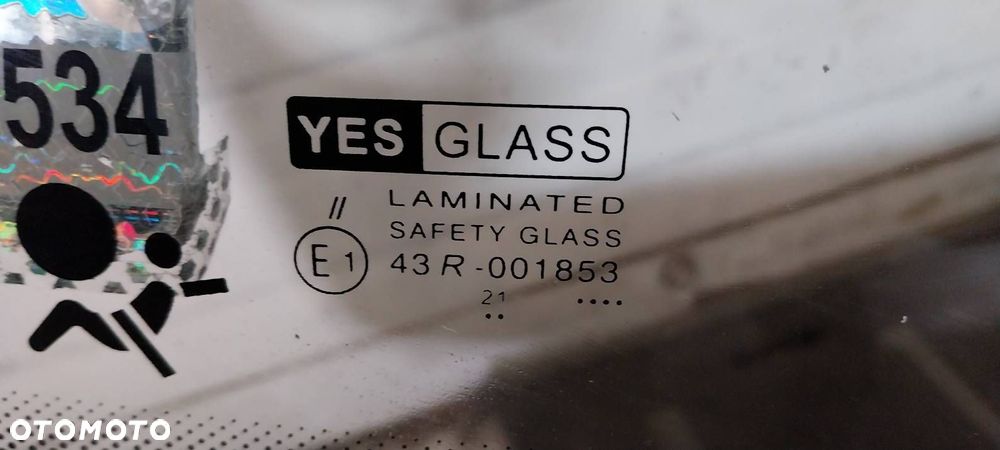 534
YES GLASS
LAMINATED
SAFETY GLASS
//
E1
43R-001853
21
.. ....
OTOMOTO